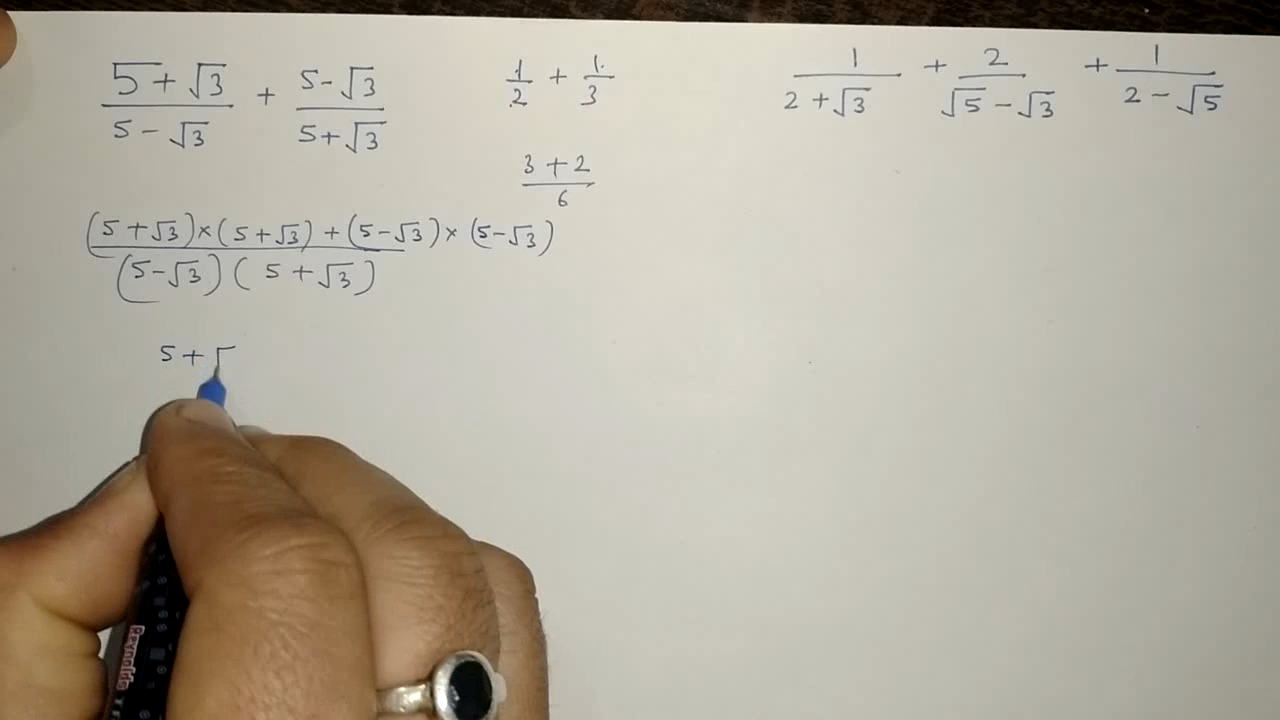 (5+√3)/(5-√3) + (5-√3)/(5+√3)
1/2 + 1/3
(3+2)/6
((5+√3)×(5+√3)+(5-√3)×(5-√3))/((5-√3)(5+√3))
5+√
1/(2+√3) + 2/(√5-√3) + 1/(2-√5)
Reynolds